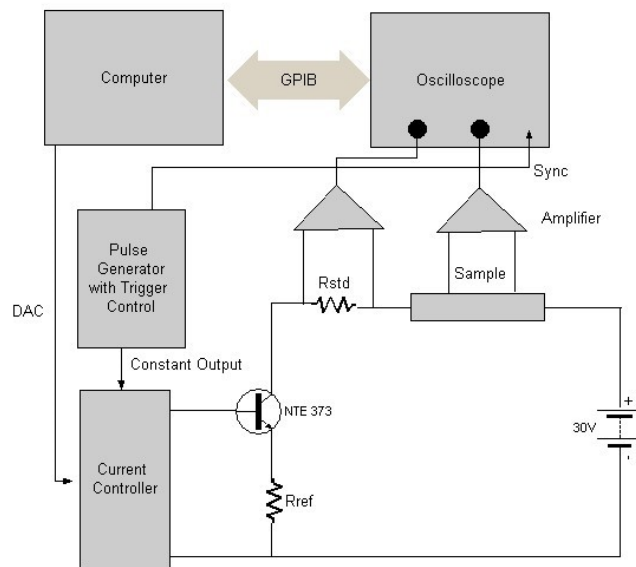 Computer
GPIB
Oscilloscope
Sync
Pulse
Generator
with Trigger
Control
Amplifier
Sample
Rstd
DAC
Constant Output
NTE 373
+
30V
-
Current
Controller
Rref